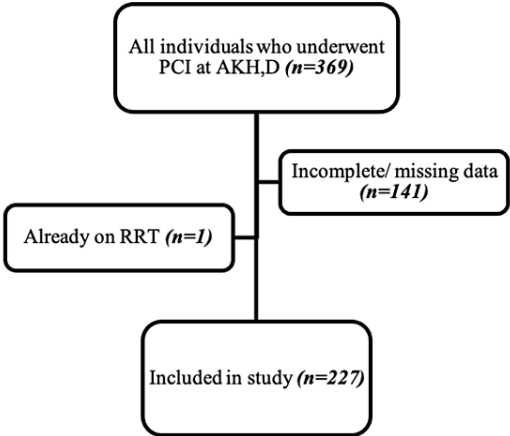 All individuals who underwent
PCI at AKH,D (n=369)
Incomplete/ missing data
(n=141)
Already on RRT (n=1)
Included in study (n=227)